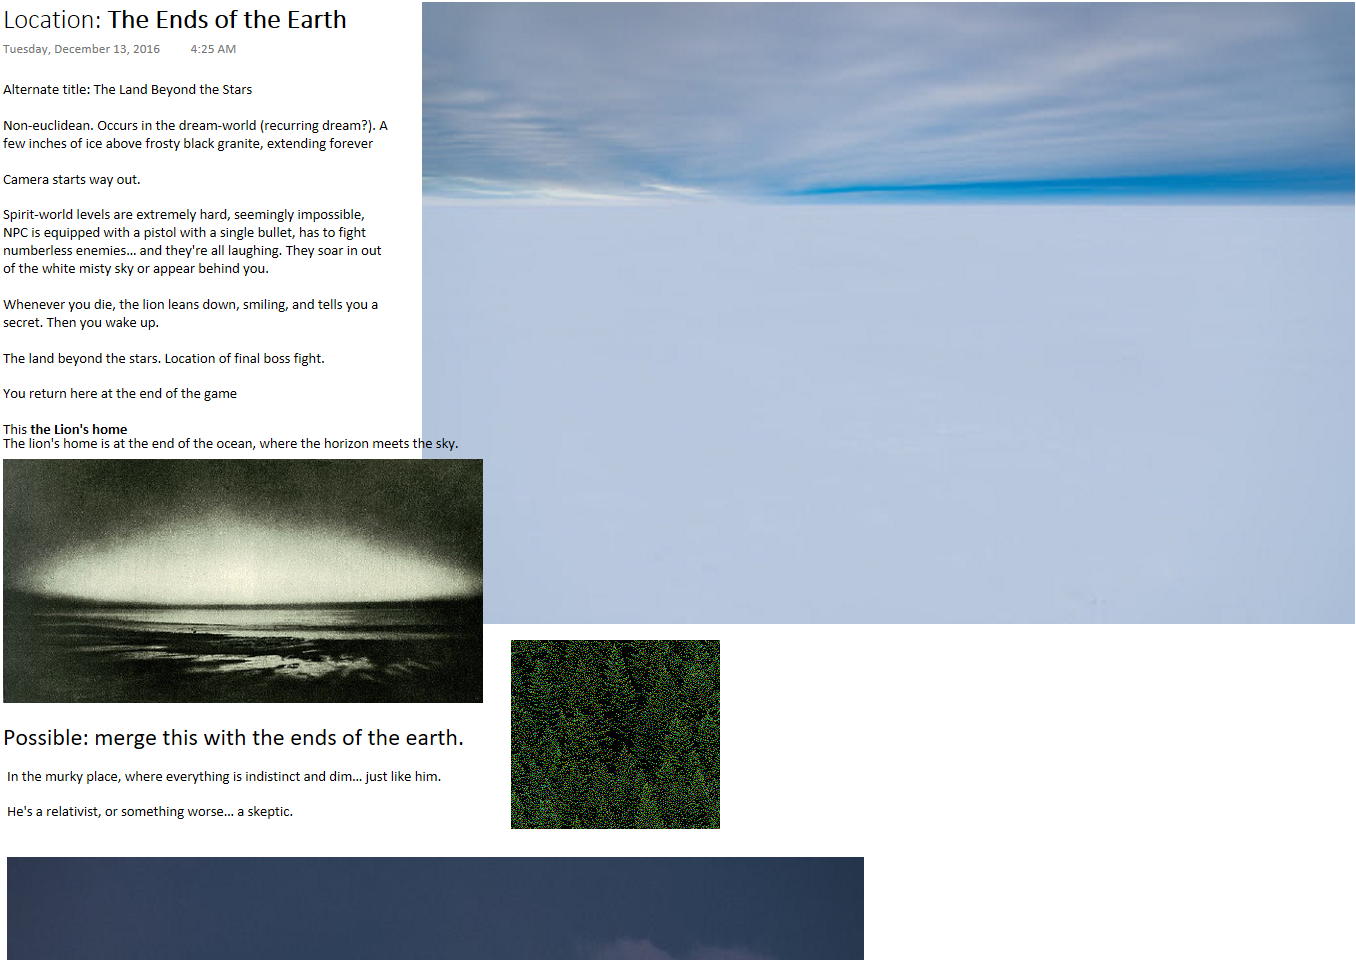 Location: The Ends of the Earth
Tuesday, December 13, 2016 4:25 AM
Alternate title: The Land Beyond the Stars
Non-euclidean. Occurs in the dream-world (recurring dream?). A
few inches of ice above frosty black granite, extending forever
Camera starts way out.
Spirit-world levels are extremely hard, seemingly impossible,
NPC is equipped with a pistol with a single bullet, has to fight
numberless enemies... and they're all laughing. They soar in out
of the white misty sky or appear behind you.
Whenever you die, the lion leans down, smiling, and tells you a
secret. Then you wake up.
The land beyond the stars. Location of final boss fight.
You return here at the end of the game
This the Lion's home
The lion's home is at the end of the ocean, where the horizon meets the sky.
Possible: merge this with the ends of the earth.
In the murky place, where everything is indistinct and dim... just like him.
He's a relativist, or something worse... a skeptic.